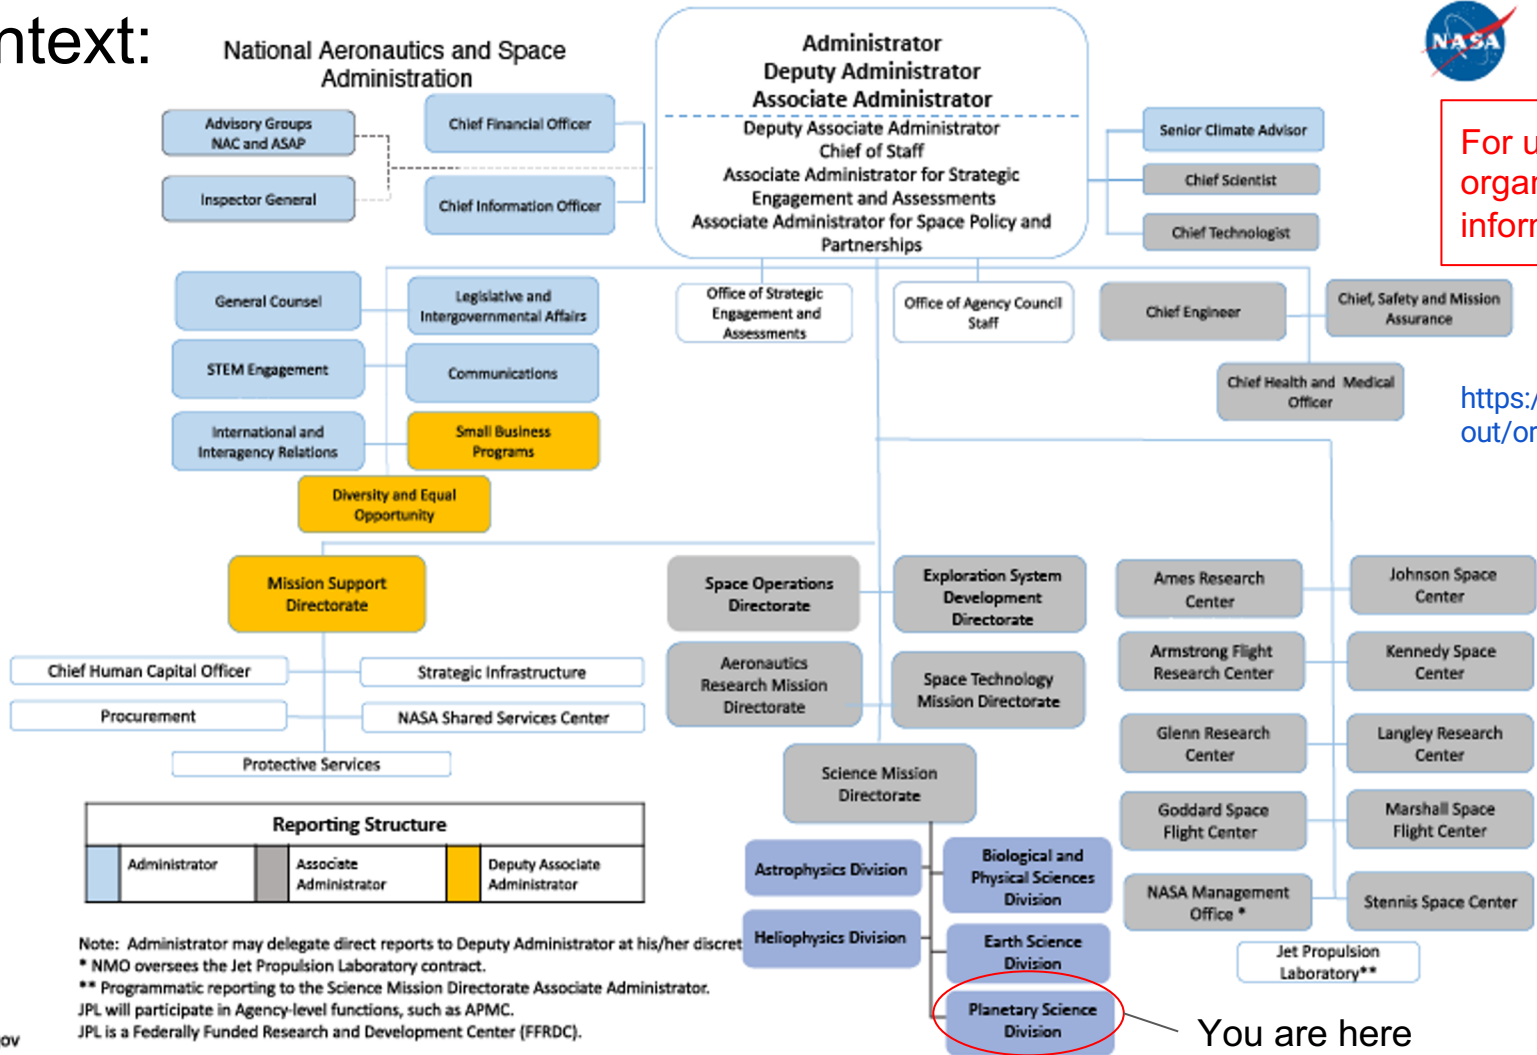 ntext:
National Aeronautics and Space
Administration
Administrator
Deputy Administrator
Associate Administrator
Deputy Associate Administrator
Chief of Staff
Associate Administrator for Strategic
Engagement and Assessments
Associate Administrator for Space Policy and
Partnerships
NASA
Advisory Groups
NAC and ASAP
Chief Financial Officer
Inspector General
Chief Information Officer
Senior Climate Advisor
Chief Scientist
Chief Technologist
For u
organ
inform
General Counsel
Legislative and
Intergovernmental Affairs
STEM Engagement
Communications
International and
Interagency Relations
Small Business
Programs
Diversity and Equal
Opportunity
Office of Strategic
Engagement and
Assessments
Office of Agency Council
Staff
Chief Engineer
Chief, Safety and Mission
Assurance
Chief Health and Medical
Officer
https:/
out/or
Mission Support
Directorate
Chief Human Capital Officer
Strategic Infrastructure
Procurement
NASA Shared Services Center
Protective Services
Space Operations
Directorate
Exploration System
Development
Directorate
Aeronautics
Research Mission
Directorate
Space Technology
Mission Directorate
Science Mission
Directorate
Astrophysics Division
Biological and
Physical Sciences
Division
Heliophysics Division
Earth Science
Division
Planetary Science
Division
You are here
Ames Research
Center
Johnson Space
Center
Armstrong Flight
Research Center
Kennedy Space
Center
Glenn Research
Center
Langley Research
Center
Goddard Space
Flight Center
Marshall Space
Flight Center
NASA Management
Office *
Stennis Space Center
Jet Propulsion
Laboratory**
Reporting Structure
Administrator
Associate
Administrator
Deputy Associate
Administrator
Note: Administrator may delegate direct reports to Deputy Administrator at his/her discret
* NMO oversees the Jet Propulsion Laboratory contract.
** Programmatic reporting to the Science Mission Directorate Associate Administrator.
JPL will participate in Agency-level functions, such as APMC.
JPL is a Federally Funded Research and Development Center (FFRDC).
ov